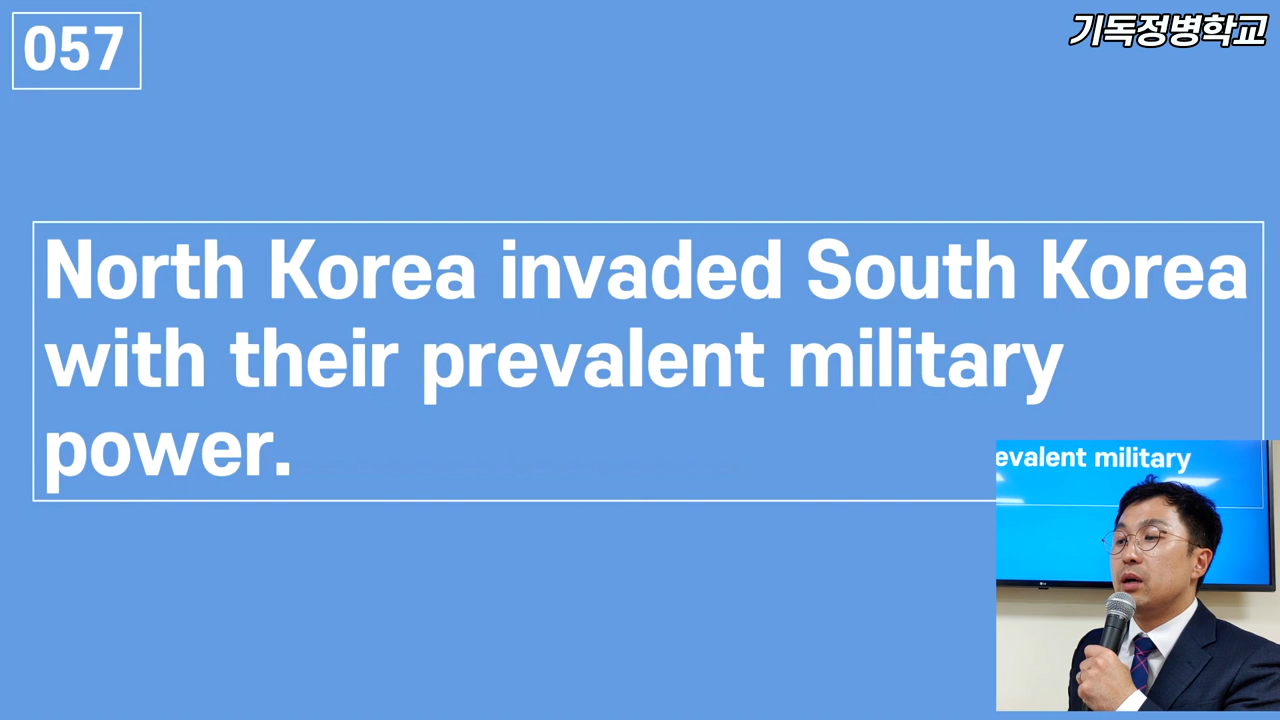 057
기독정병학교
North Korea invaded South Korea
with their prevalent military
power.
evalent military